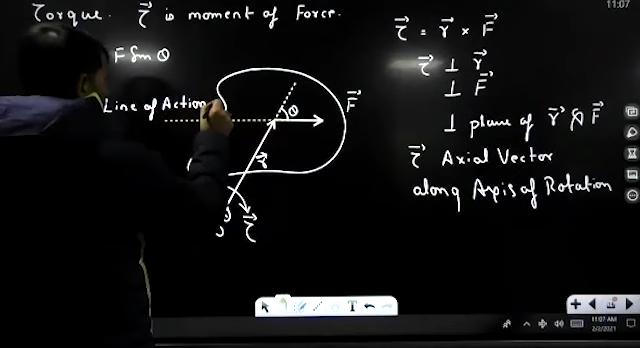 11:07
Torque. τ⃗ is moment of Force.
F Sin θ
Line of Action
θ
F⃗
r⃗
τ⃗
τ⃗ = r⃗ × F⃗
τ⃗ ⊥ r⃗
⊥ F⃗
⊥ plane of r⃗ & F⃗
τ⃗ Axial Vector
along Axis of Rotation
T
11:07 AM
2/2/2021